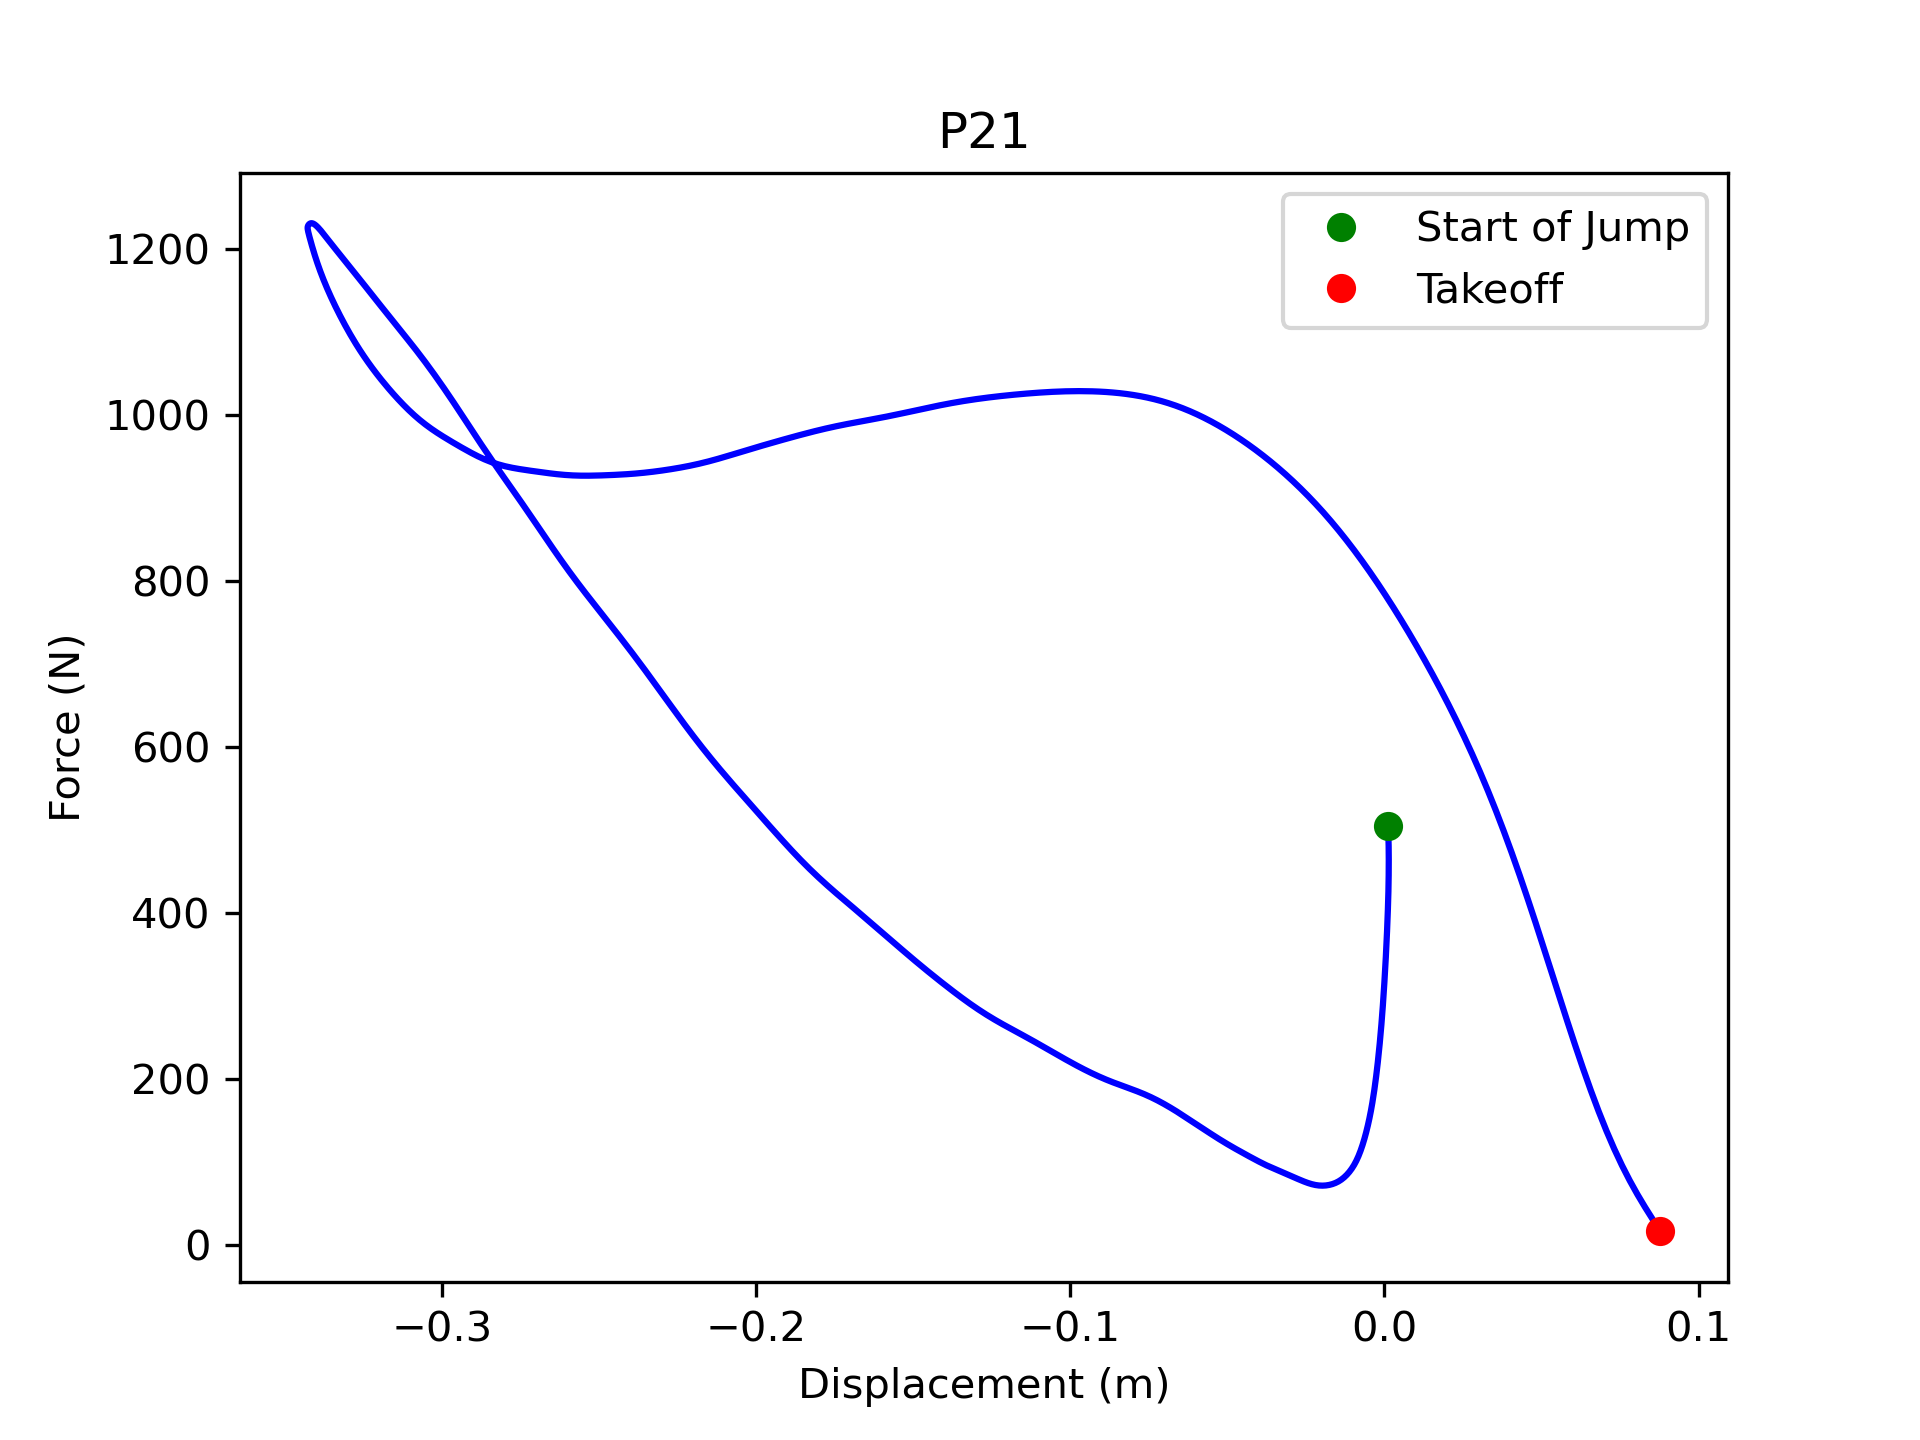 P21
Start of Jump
Takeoff
1200
1000
800
600
400
200
0
Force (N)
−0.3 −0.2 −0.1 0.0 0.1
Displacement (m)